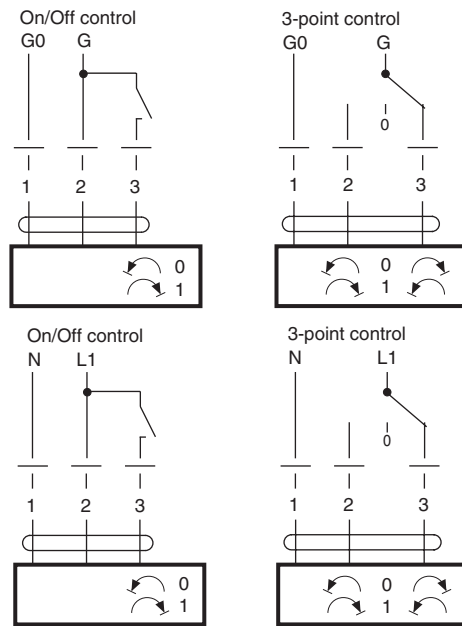 On/Off control
G0 G
1 2 3
0
1
3-point control
G0 G
0
1 2 3
0
1
On/Off control
N L1
1 2 3
0
1
3-point control
N L1
0
1 2 3
0
1